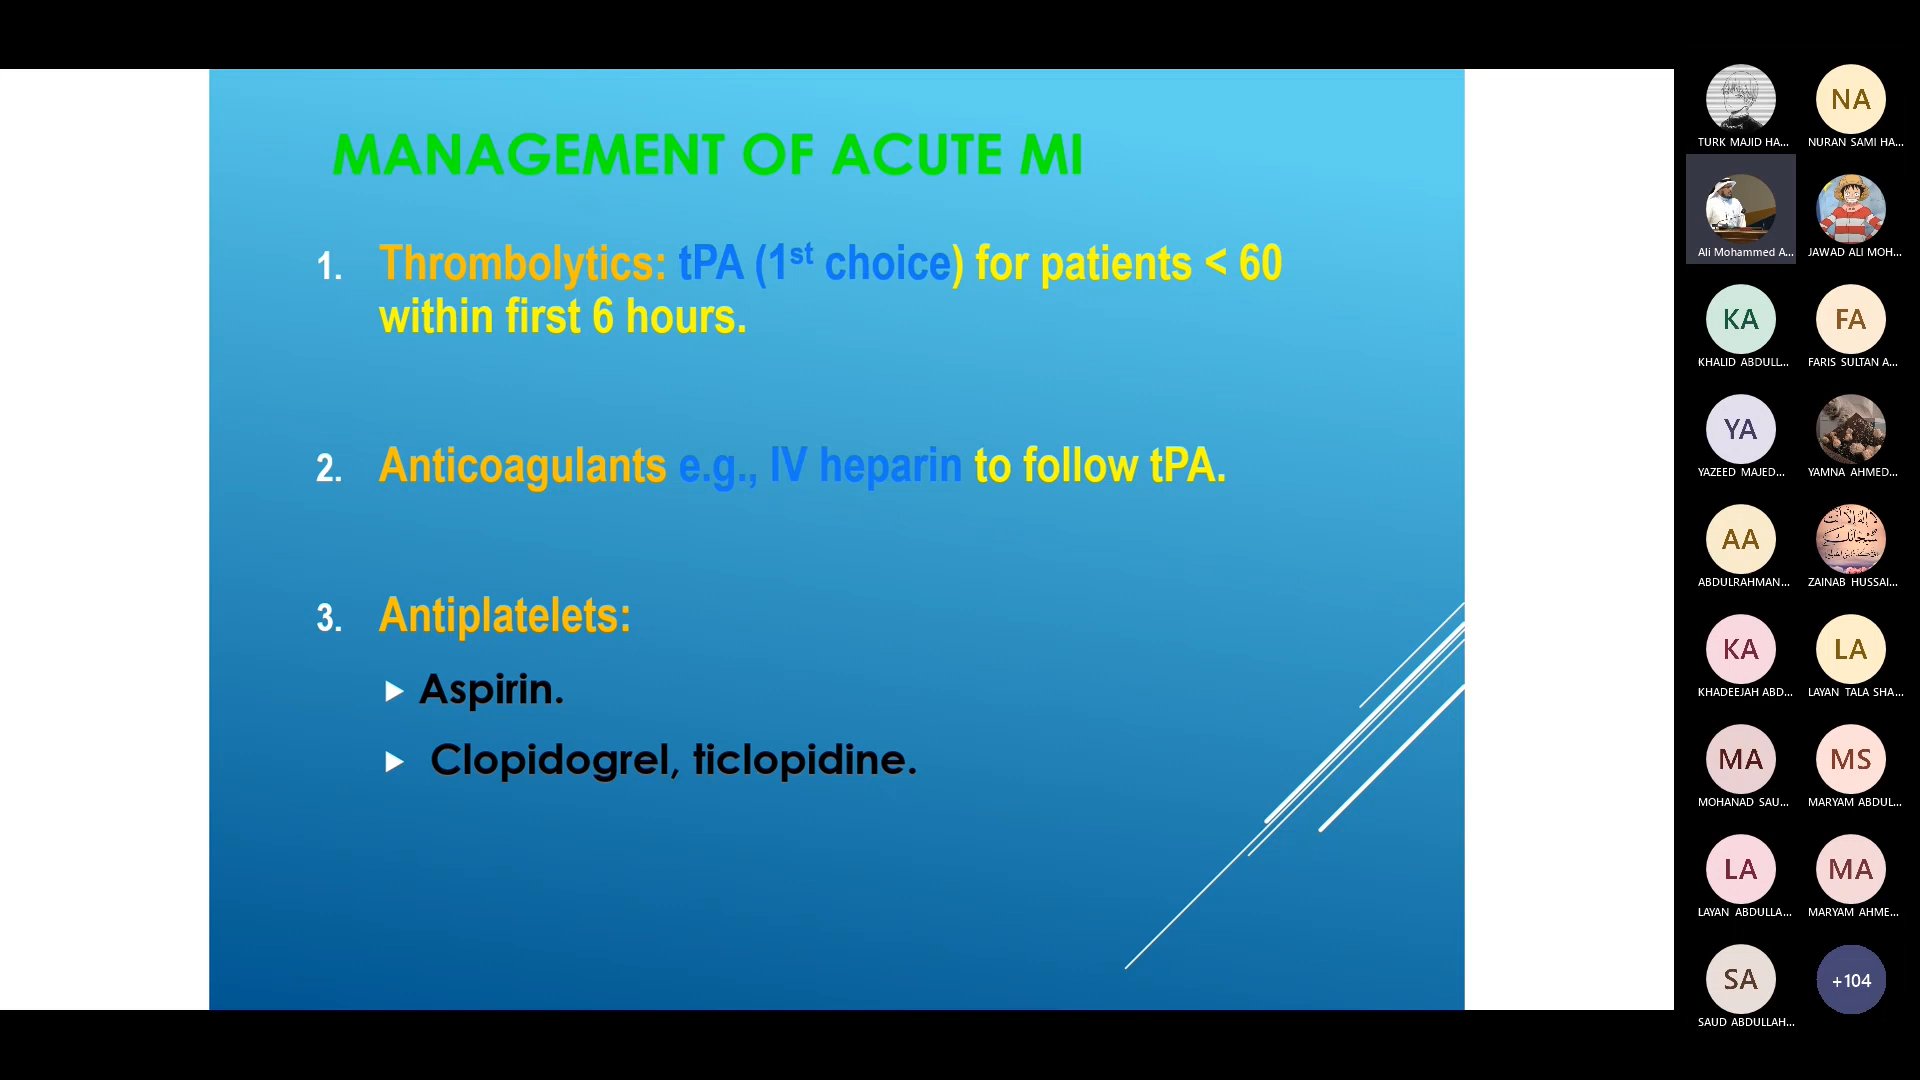 MANAGEMENT OF ACUTE MI
1. Thrombolytics: tPA (1st choice) for patients < 60
within first 6 hours.
2. Anticoagulants e.g., IV heparin to follow tPA.
3. Antiplatelets:
Aspirin.
Clopidogrel, ticlopidine.
TURK MAJID HA...
NA
NURAN SAMI HA...
Ali Mohammed A...
JAWAD ALI MOH...
KA
KHALID ABDULL...
FA
FARIS SULTAN A...
YA
YAZEED MAJED...
YAMNA AHMED...
AA
ABDULRAHMAN...
ZAINAB HUSSAI...
KA
KHADEEJAH ABD...
LA
LAYAN TALA SHA...
MA
MOHANAD SAU...
MS
MARYAM ABDUL...
LA
LAYAN ABDULLA...
MA
MARYAM AHME...
SA
SAUD ABDULLAH...
+104